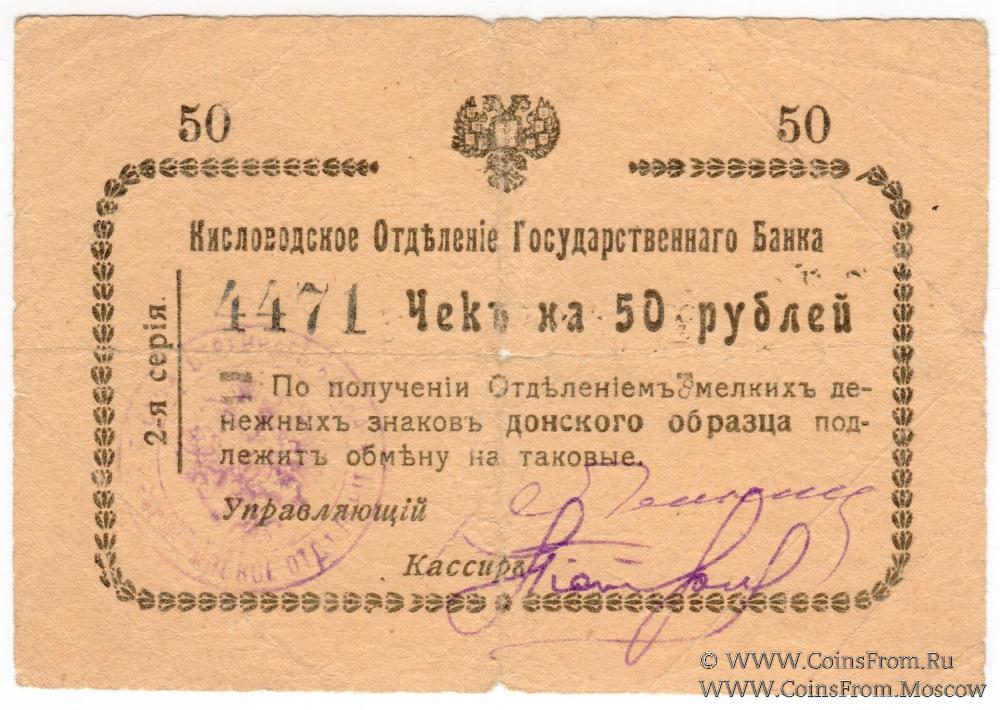 50 50
Кисловодское Отдѣленіе Государственнаго Банка
4471 Чекъ на 50 рублей
2-я серія.
По полученіи Отдѣленіемъ мелкихъ де-
нежныхъ знаковъ донского образца под-
лежитъ обмѣну на таковые.
Управляющій
Кассиръ
© WWW.CoinsFrom.Ru
WWW.CoinsFrom.Moscow